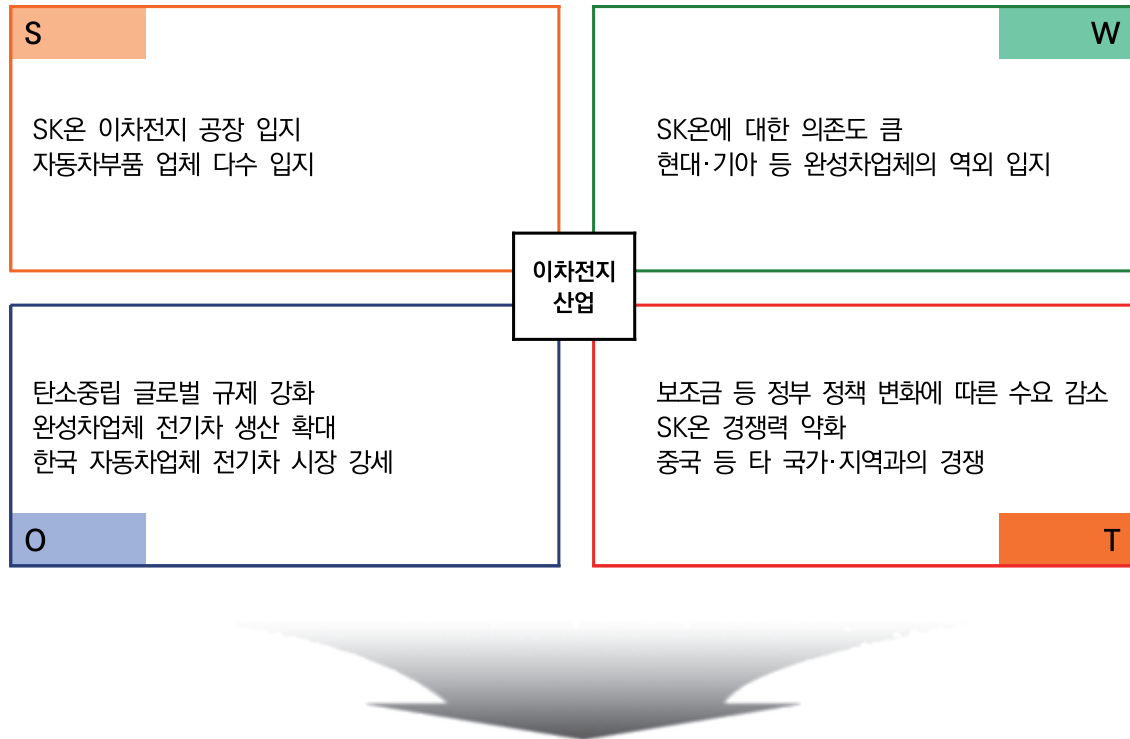 S
SK온 이차전지 공장 입지
자동차부품 업체 다수 입지
W
SK온에 대한 의존도 큼
현대·기아 등 완성차업체의 역외 입지
이차전지
산업
탄소중립 글로벌 규제 강화
완성차업체 전기차 생산 확대
한국 자동차업체 전기차 시장 강세
O
보조금 등 정부 정책 변화에 따른 수요 감소
SK온 경쟁력 약화
중국 등 타 국가·지역과의 경쟁
T